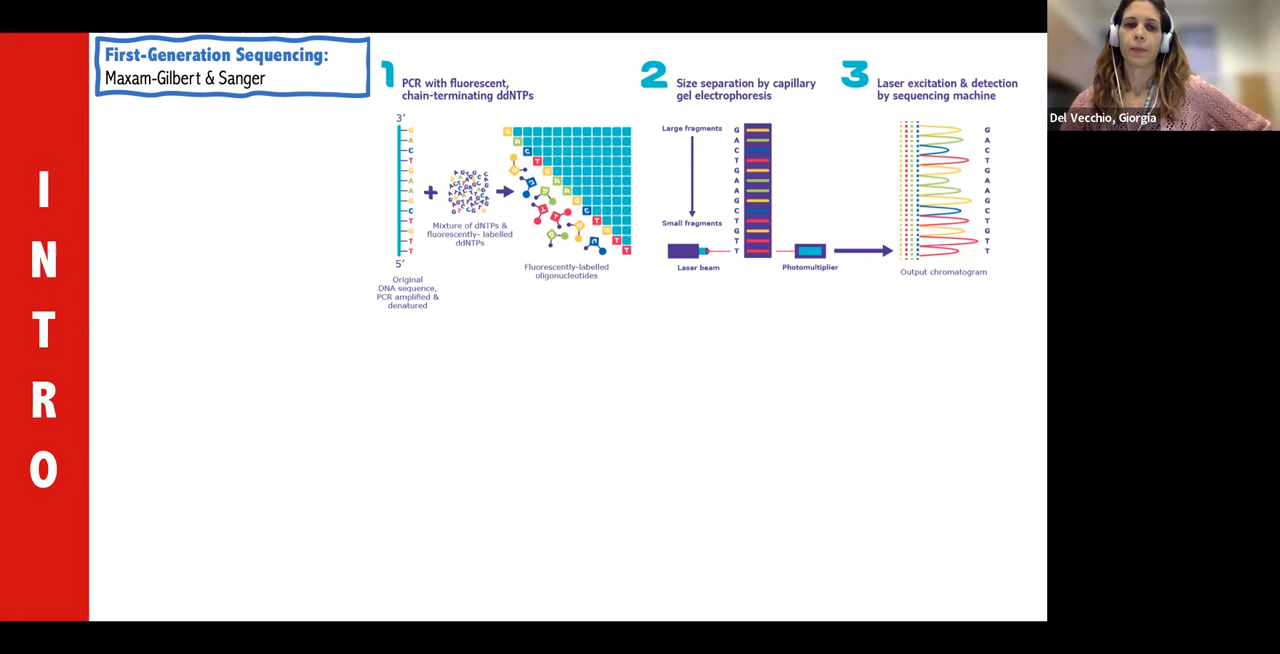 I
N
T
R
O
First-Generation Sequencing:
Maxam-Gilbert & Sanger
1 PCR with fluorescent,
chain-terminating ddNTPs
3’
G
A
C
T
G
A
A
G
C
T
G
T
T
5’
Original
DNA sequence,
PCR amplified &
denatured
+
Mixture of dNTPs &
fluorescently- labelled
ddNTPs
G
A
C
T
G
A
A
G
C
T
G
T
T
Fluorescently-labelled
oligonucleotides
2 Size separation by capillary
gel electrophoresis
Large fragments
Small fragments
G
A
C
T
G
A
A
G
C
T
G
T
T
Laser beam
Photomultiplier
3 Laser excitation & detection
by sequencing machine
G
A
C
T
G
A
A
G
C
T
G
T
T
Output chromatogram
Del Vecchio, Giorgia